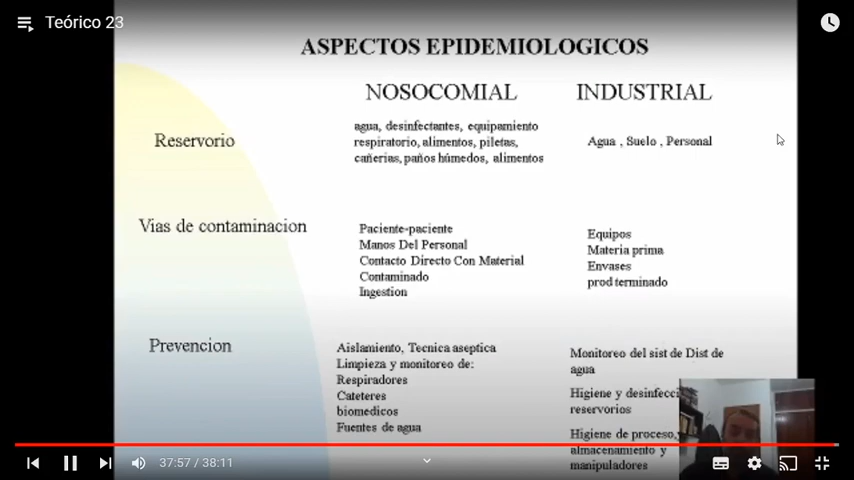 Teórico 23
ASPECTOS EPIDEMIOLOGICOS
NOSOCOMIAL
INDUSTRIAL
Reservorio
agua, desinfectantes, equipamiento
respiratorio, alimentos, piletas,
cañerias, paños húmedos, alimentos
Agua , Suelo , Personal
Vias de contaminacion
Paciente-paciente
Manos Del Personal
Contacto Directo Con Material
Contaminado
Ingestion
Equipos
Materia prima
Envases
prod terminado
Prevencion
Aislamiento, Tecnica aseptica
Limpieza y monitoreo de:
Respiradores
Cateteres
biomedicos
Fuentes de agua
Monitoreo del sist de Dist de
agua
Higiene y
reservorios
Higiene de proceso,
almacenamiento y
manipuladores
37:57 / 38:11